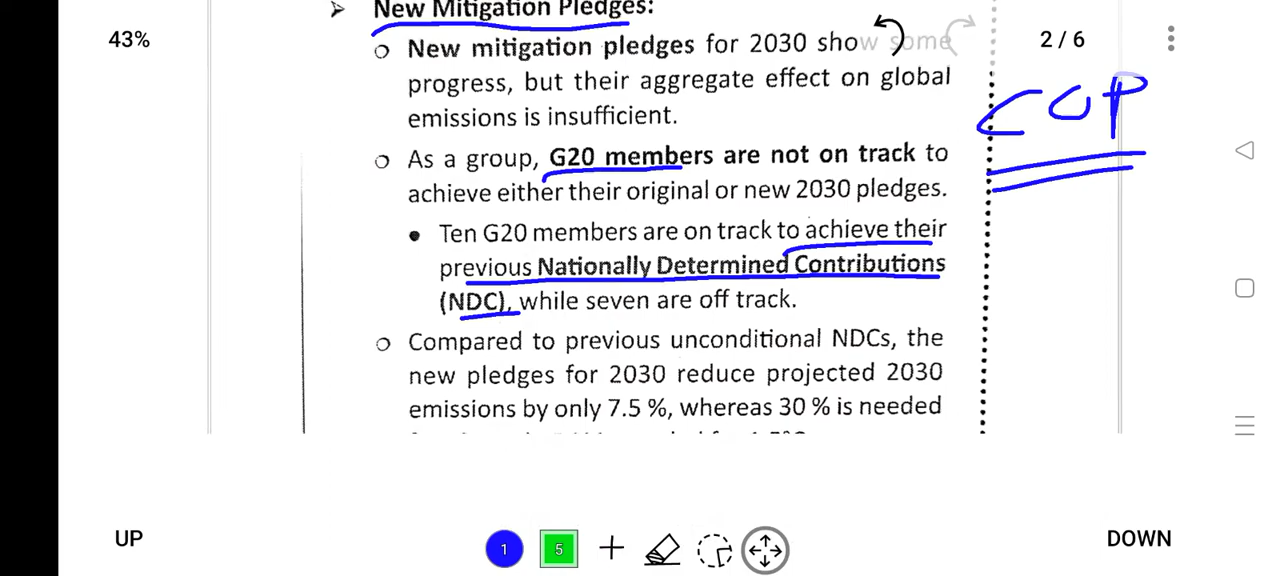 ➤ New Mitigation Pledges:
43%
○ New mitigation pledges for 2030 show some
2 / 6
progress, but their aggregate effect on global
COP
emissions is insufficient.
○ As a group, G20 members are not on track to
achieve either their original or new 2030 pledges.
● Ten G20 members are on track to achieve their
previous Nationally Determined Contributions
(NDC), while seven are off track.
○ Compared to previous unconditional NDCs, the
new pledges for 2030 reduce projected 2030
emissions by only 7.5 %, whereas 30 % is needed
UP
1
5
DOWN